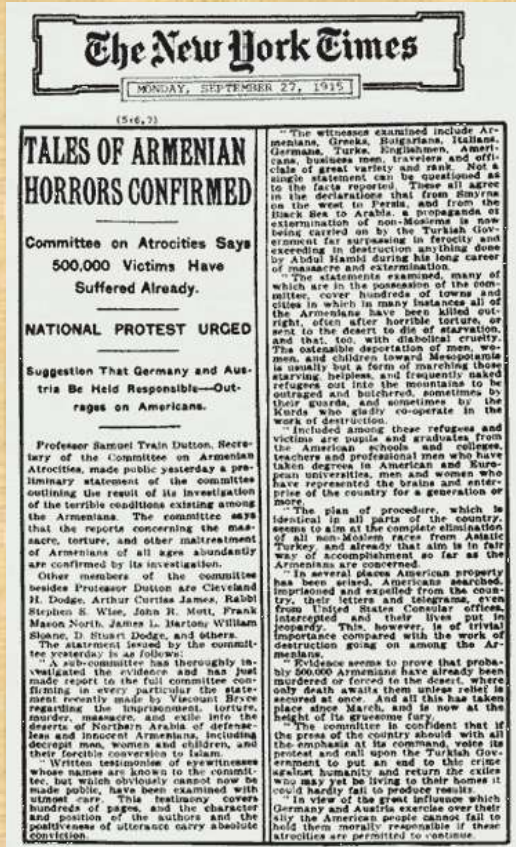 The New York Times
MONDAY, SEPTEMBER 27, 1915
(5:6,7)
TALES OF ARMENIAN
HORRORS CONFIRMED
Committee on Atrocities Says
500,000 Victims Have
Suffered Already.
NATIONAL PROTEST URGED
Suggestion That Germany and Aus-
tria Be Held Responsible—Out-
rages on Americans.
Professor Samuel Train Dutton, Secre-
tary of the Committee on Armenian
Atrocities, made public yesterday a pre-
liminary statement of the committee
outlining the result of its investigation
of the terrible conditions existing among
the Armenians. The committee says
that the reports concerning the mas-
sacre, torture, and other maltreatment
of Armenians of all ages abundantly
are confirmed by its investigation.
Other members of the committee
besides Professor Dutton are Cleveland
H. Dodge, Arthur Curtiss James, Rabbi
Stephen S. Wise, John R. Mott, Frank
Mason North, James L. Barton, William
Sloane, D. Stuart Dodge, and others.
The statement issued by the commit-
tee yesterday is as follows:
"A sub-committee has thoroughly in-
vestigated the evidence and has just
made report to the full committee con-
firming in every particular the state-
ment recently made by Viscount Bryce
regarding the imprisonment, torture,
murder, massacre, and exile into the
deserts of Northern Arabia of defense-
less and innocent Armenians, including
decrepit men, women and children, and
their forcible conversion to Islam.
"Written testimonies of eyewitnesses
whose names are known to the commit-
tee, but which obviously cannot now be
made public, have been examined with
utmost care. This testimony covers
hundreds of pages, and the character
and position of the authors and the
positiveness of utterance carry absolute
conviction.
"The witnesses examined include Ar-
menians, Greeks, Bulgarians, Italians,
Germans, Turks, Englishmen, Ameri-
cans, business men, travelers and offi-
cials of great variety and rank. Not a
single statement can be questioned as
to the facts reported. These all agree
in the declarations that from Smyrna
on the west to Persia, and from the
Black Sea to Arabia, a propaganda of
extermination of non-Moslems is now
being carried on by the Turkish Gov-
ernment far surpassing in ferocity and
exceeding in destruction anything done
by Abdul Hamid during his long career
of massacre and extermination.
"The statements examined, many of
which are in the possession of the com-
mittee, cover hundreds of towns and
cities in which in many instances all of
the Armenians have been killed out-
right, often after horrible torture, or
sent to the desert to die of starvation,
and that, too, with diabolical cruelty.
The ostensible deportation of men, wo-
men, and children toward Mesopotamia
is usually but a form of marching those
starving, helpless, and frequently naked
refugees out into the mountains to be
outraged and butchered, sometimes by
their guards, and sometimes by the
Kurds who gladly co-operate in the
work of destruction.
"Included among these refugees and
victims are pupils and graduates from
the American schools and colleges,
teachers and professional men who have
taken degrees in American and Euro-
pean universities, men and women who
have represented the brains and enter-
prise of the country for a generation or
more.
"The plan of procedure, which is
identical in all parts of the country,
seems to aim at the complete elimination
of all non-Moslem races from Asiatic
Turkey, and already that aim is in fair
way of accomplishment so far as the
Armenians are concerned.
"In several places American property
has been seized, Americans searched,
imprisoned and expelled from the coun-
try, their letters and telegrams, even
from United States Consular offices,
intercepted and their lives put in
jeopardy. This, however, is of trivial
importance compared with the work of
destruction going on among the Ar-
menians.
"Evidence seems to prove that proba-
bly 500,000 Armenians have already been
murdered or forced to the desert, where
only death awaits them unless relief is
secured at once. And all this has taken
place since March, and is now at the
height of its gruesome fury.
"The committee is confident that if
the press of the country should with all
the emphasis at its command, voice its
protest and call upon the Turkish Gov-
ernment to put an end to this crime
against humanity and return the exiles
who may yet be living to their homes it
could hardly fail to produce results.
"In view of the great influence which
Germany and Austria exercise over their
ally the American people cannot fail to
hold them morally responsible if these
atrocities are permitted to continue.